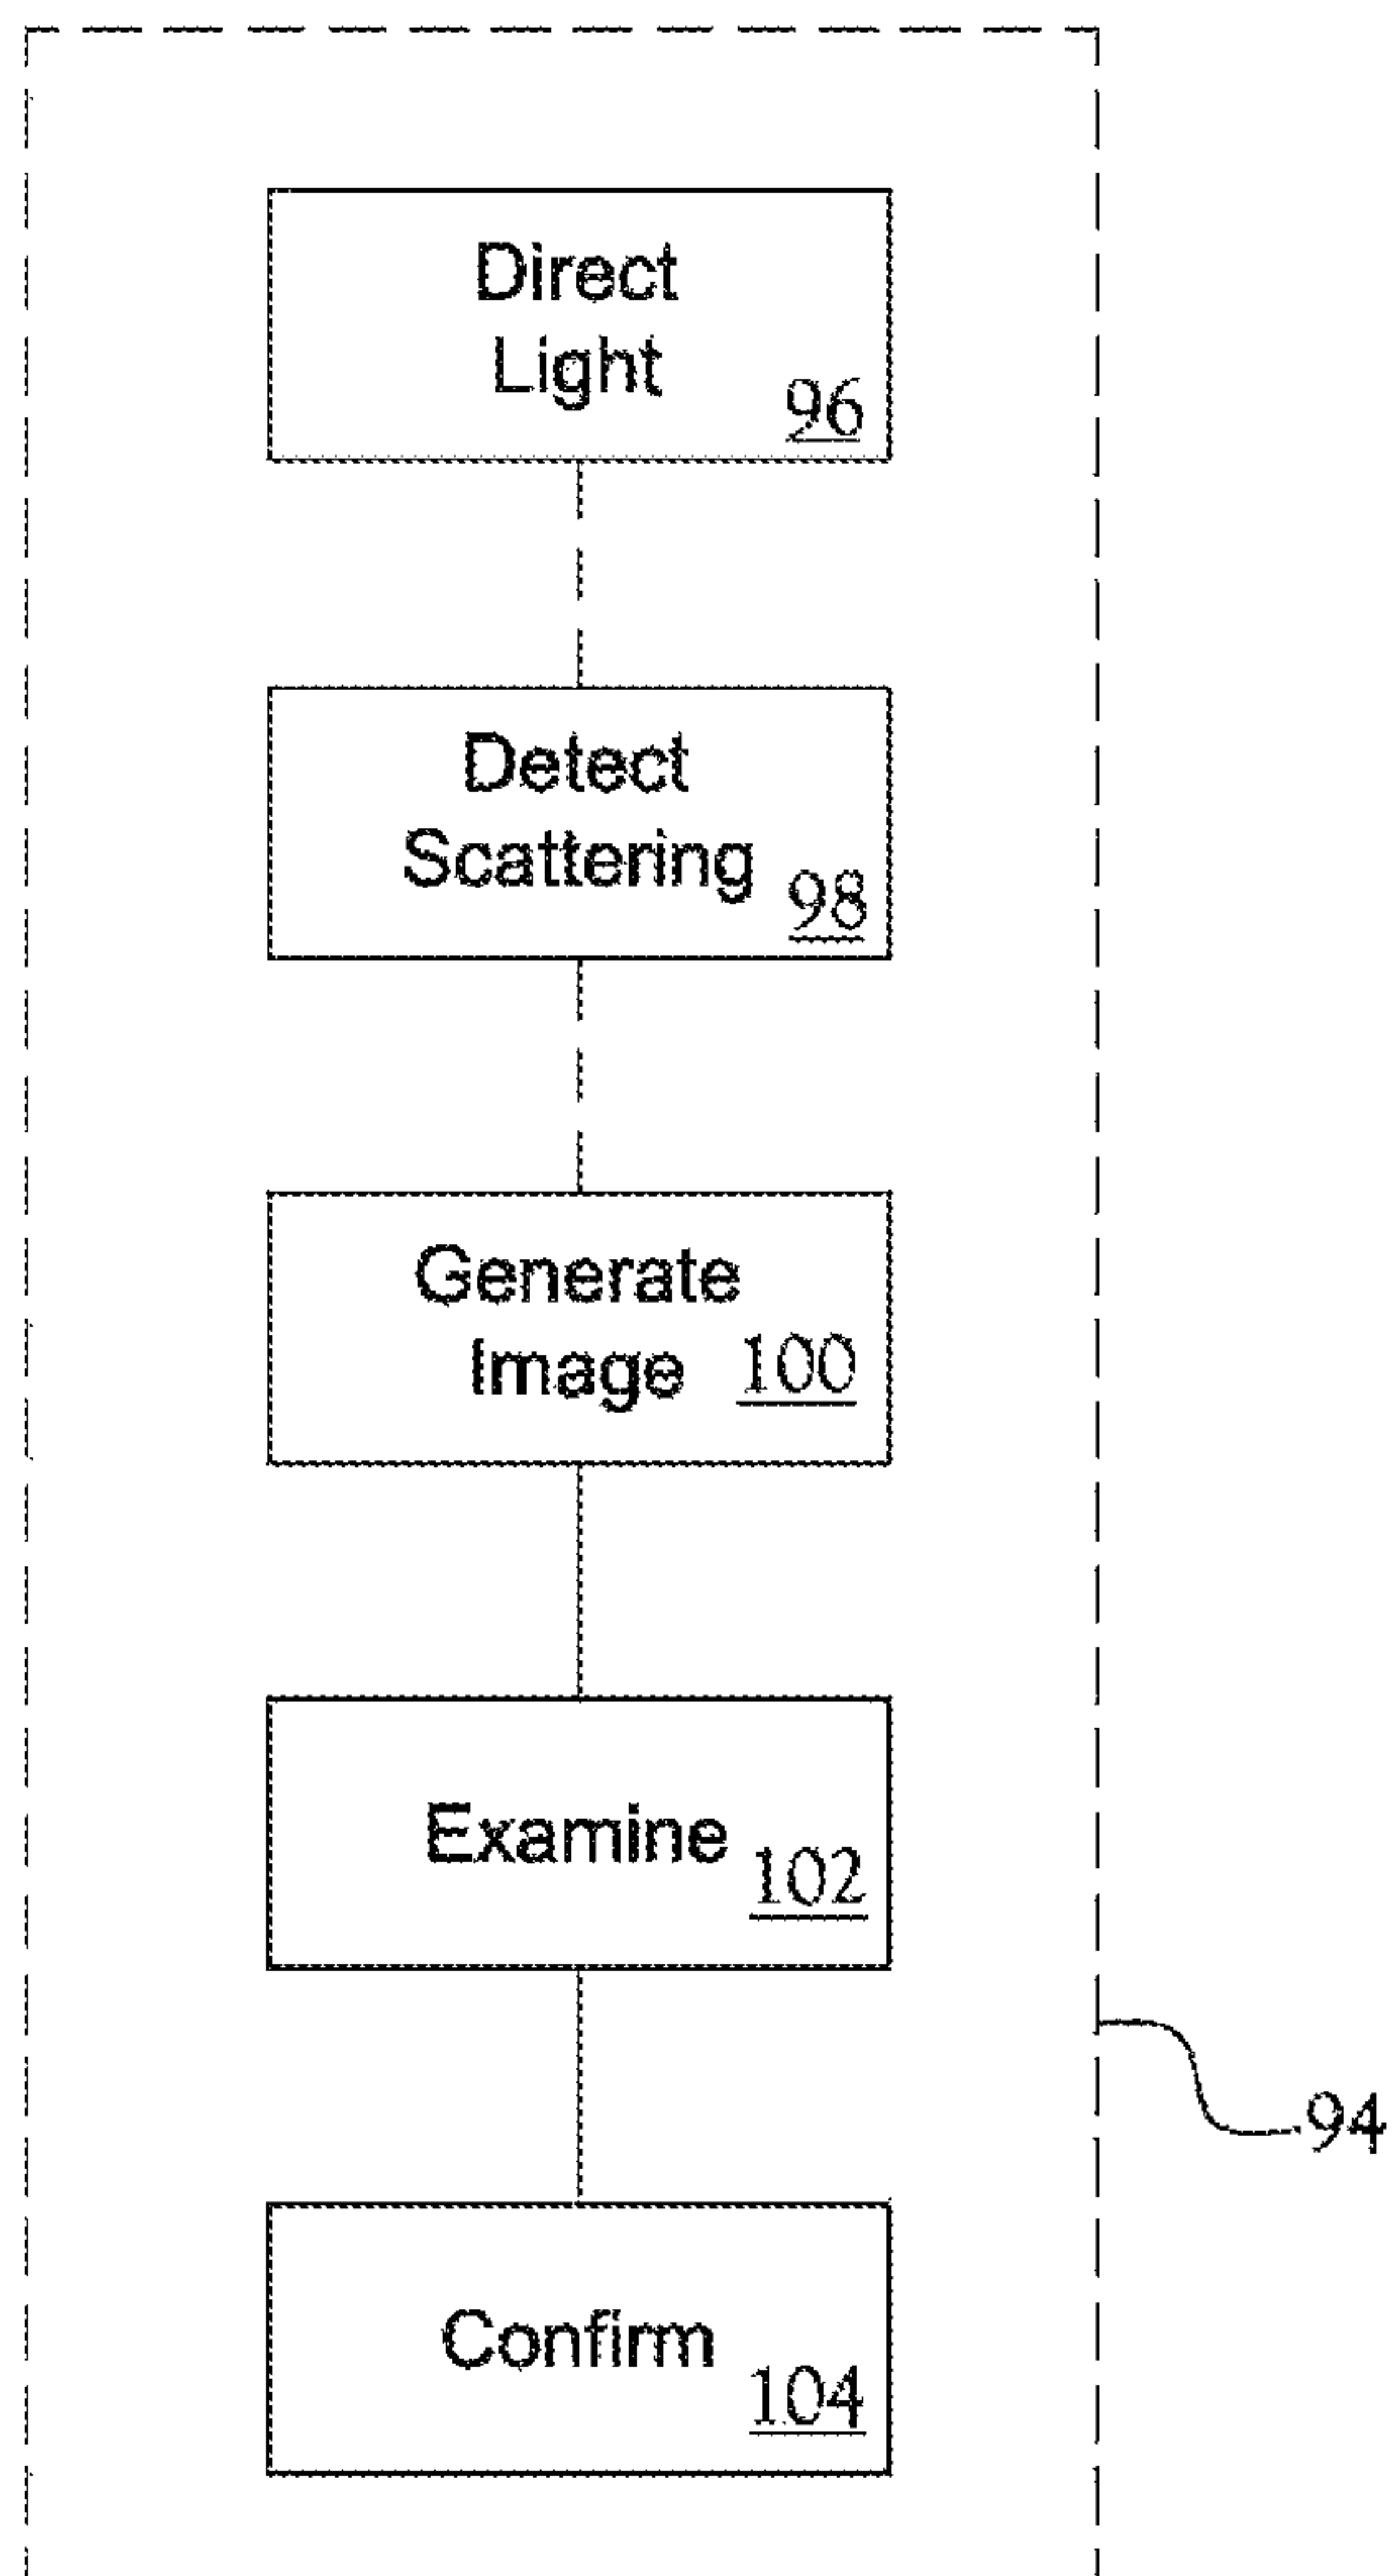 Direct
Light
96
Detect
Scattering
98
Generate
Image 100
Examine
102
94
Confirm
104